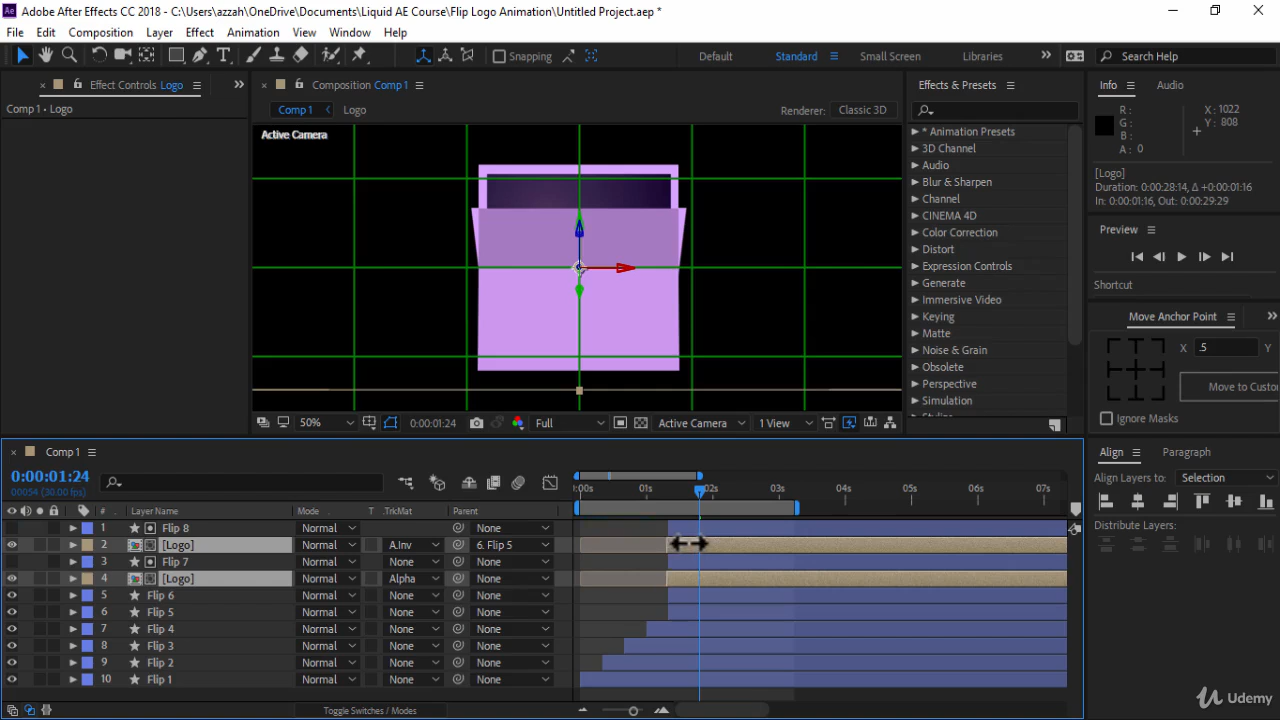 Adobe After Effects CC 2018 - C:\Users\azzah\OneDrive\Documents\Liquid AE Course\Flip Logo Animation\Untitled Project.aep *
File Edit Composition Layer Effect Animation View Window Help
Snapping Default Standard Small Screen Libraries Search Help
Effect Controls Logo
Composition Comp 1
Effects & Presets
Info Audio
Comp 1 • Logo
Comp 1 Logo
Renderer: Classic 3D
Active Camera
R: X: 1022
G: Y: 808
B:
A: 0
* Animation Presets
3D Channel
Audio
Blur & Sharpen
Channel
CINEMA 4D
Color Correction
Distort
Expression Controls
Generate
Immersive Video
Keying
Matte
Noise & Grain
Obsolete
Perspective
Simulation
[Logo]
Duration: 0:00:28:14, Δ +0:00:01:16
In: 0:00:01:16, Out: 0:00:29:29
Preview
Shortcut
Move Anchor Point
X .5 Y
Move to Custo
Ignore Masks
50% 0:00:01:24 Full Active Camera 1 View
Comp 1
0:00:01:24
00054 (30.00 fps)
:00s 01s 02s 03s 04s 05s 06s 07s
# Layer Name Mode T .TrkMat Parent
1 Flip 8 Normal None
2 [Logo] Normal A.Inv 6. Flip 5
3 Flip 7 Normal None None
4 [Logo] Normal Alpha None
5 Flip 6 Normal None None
6 Flip 5 Normal None None
7 Flip 4 Normal None None
8 Flip 3 Normal None None
9 Flip 2 Normal None None
10 Flip 1 Normal None None
Toggle Switches / Modes
Align Paragraph
Align Layers to: Selection
Distribute Layers:
Udemy